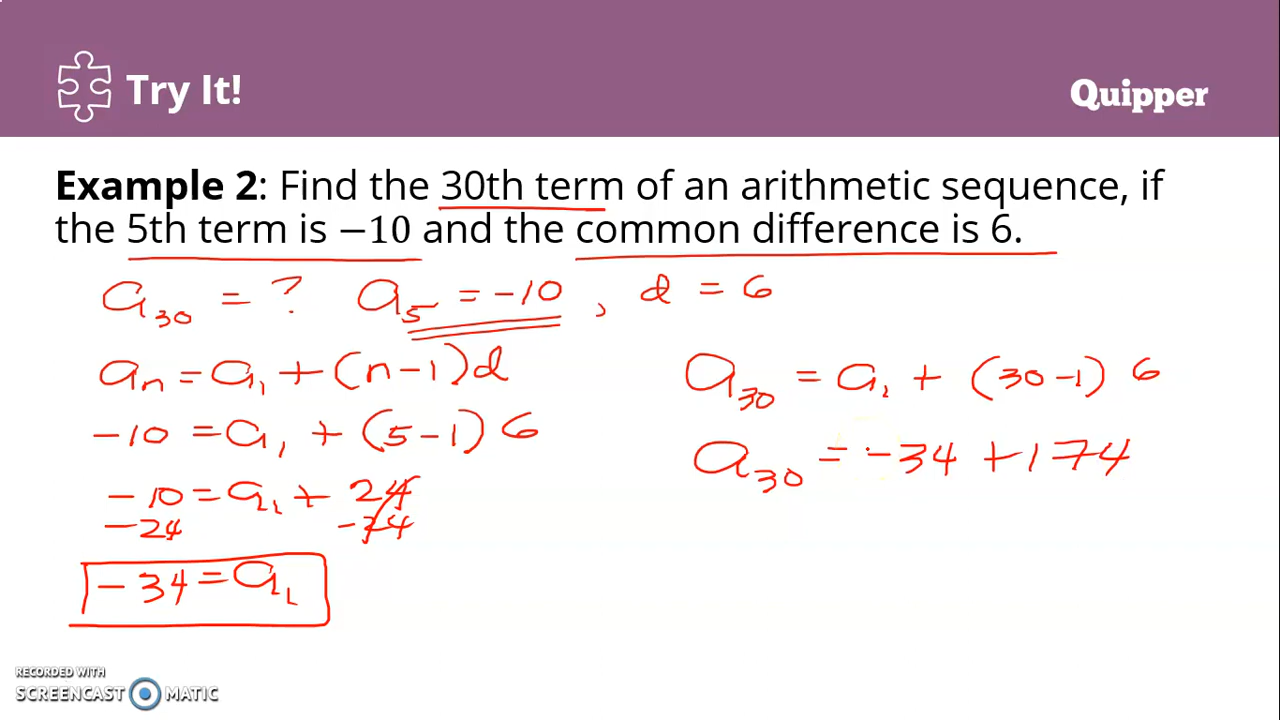 Try It!
Quipper
Example 2: Find the 30th term of an arithmetic sequence, if
the 5th term is −10 and the common difference is 6.
a₃₀ = ? a₅ = -10 , d = 6
aₙ = a₁ + (n-1)d
-10 = a₁ + (5-1) 6
-10 = a₁ + 24
-24 -24
-34 = a₁
a₃₀ = a₁ + (30-1) 6
a₃₀ = -34 + 174
RECORDED WITH
SCREENCAST MATIC